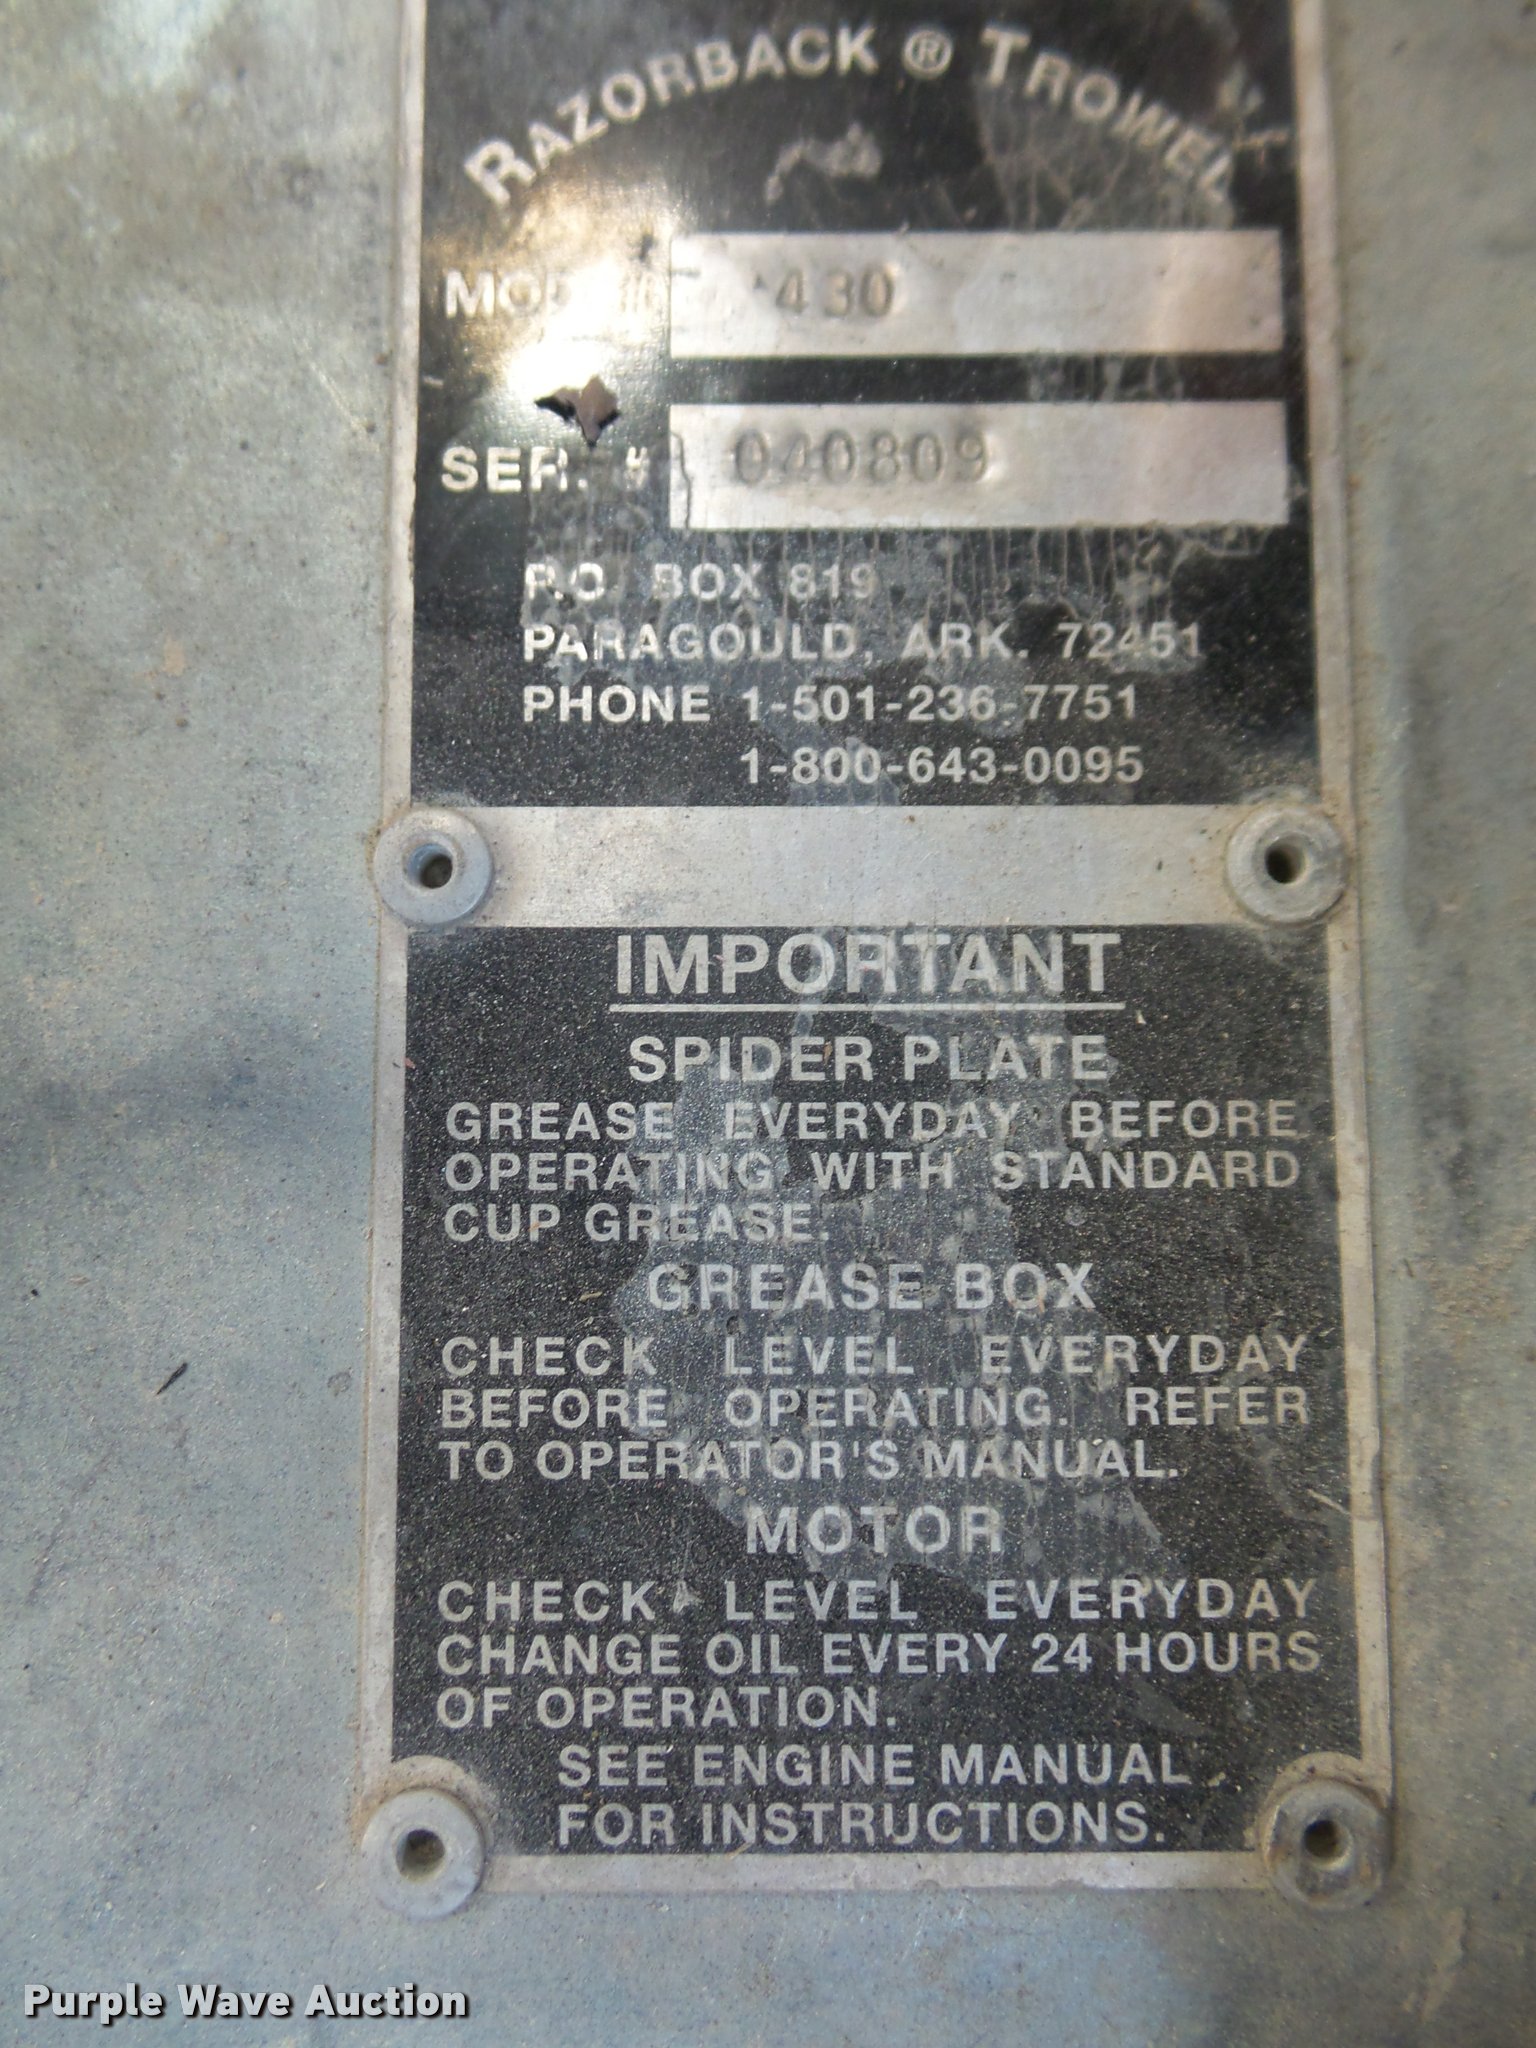 RAZORBACK ® TROWEL
430
SER. # 040809
P.O. BOX 819
PARAGOULD, ARK. 72451
PHONE 1-501-236-7751
1-800-643-0095
IMPORTANT
SPIDER PLATE
GREASE EVERYDAY BEFORE
OPERATING WITH STANDARD
CUP GREASE.
GREASE BOX
CHECK LEVEL EVERYDAY
BEFORE OPERATING. REFER
TO OPERATOR'S MANUAL.
MOTOR
CHECK LEVEL EVERYDAY
CHANGE OIL EVERY 24 HOURS
OF OPERATION.
SEE ENGINE MANUAL
FOR INSTRUCTIONS.
Purple Wave Auction